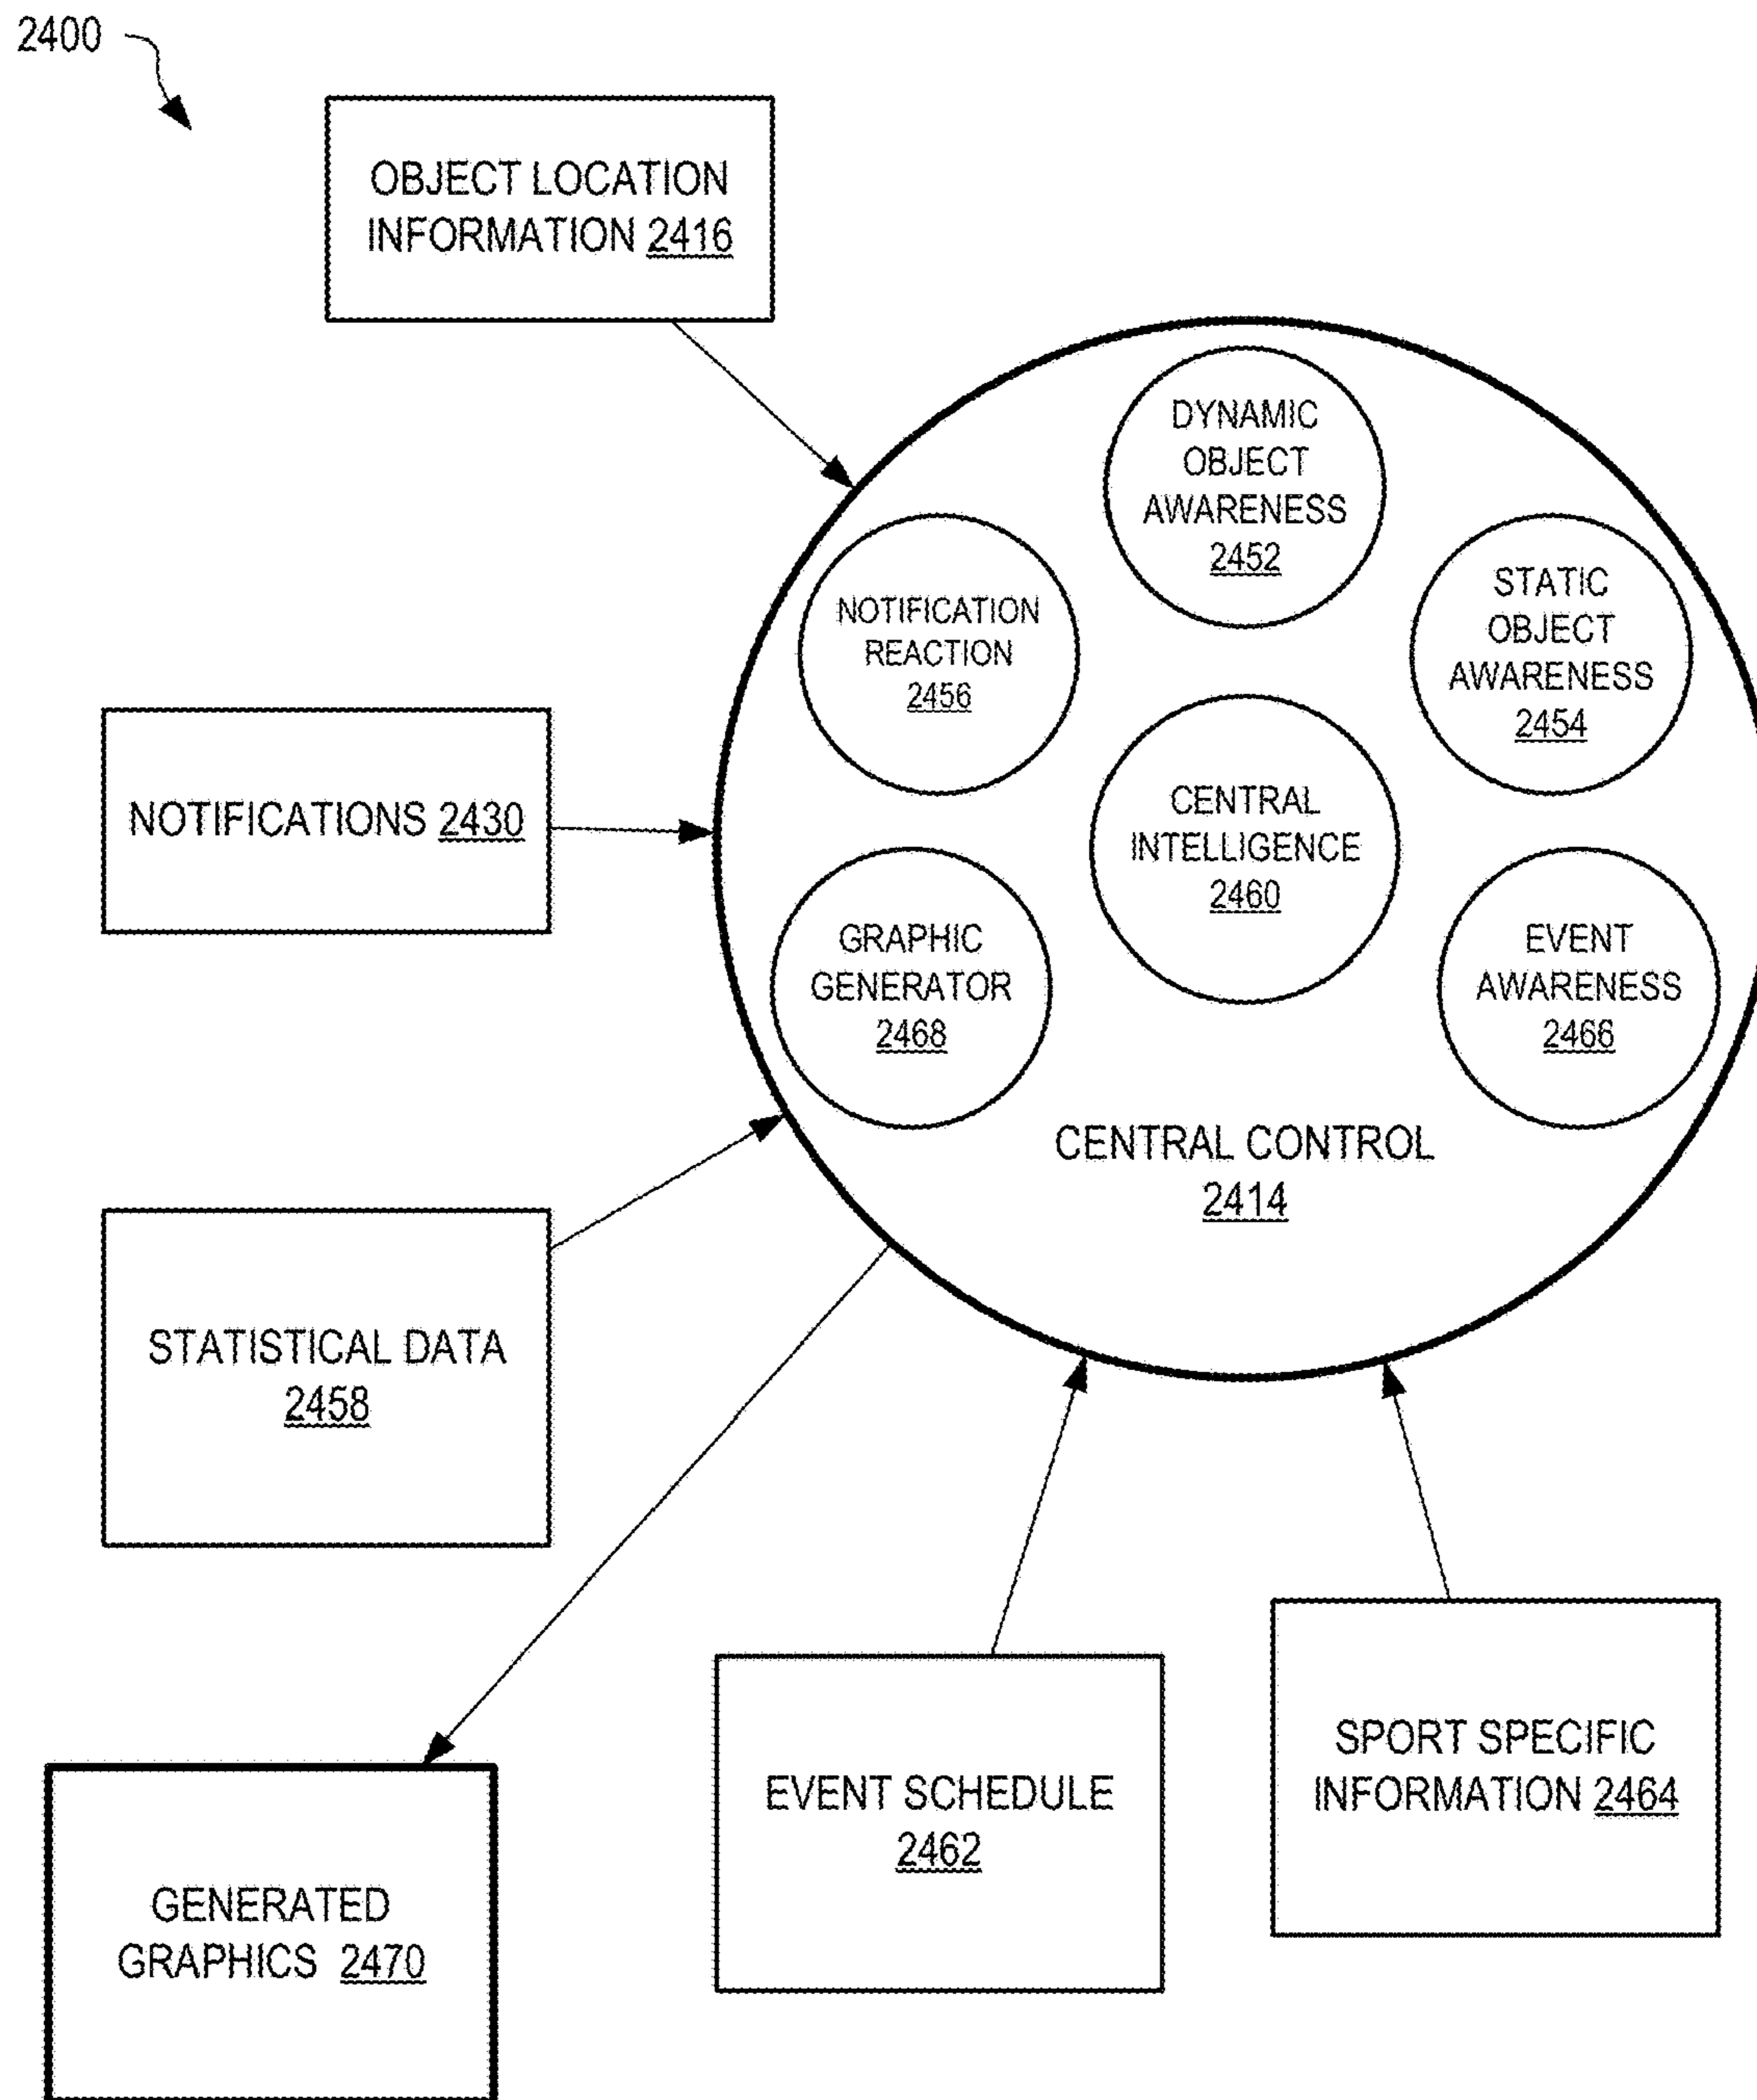 2400
OBJECT LOCATION
INFORMATION 2416
DYNAMIC
OBJECT
AWARENESS
2452
NOTIFICATION
REACTION
2456
STATIC
OBJECT
AWARENESS
2454
NOTIFICATIONS 2430
CENTRAL
INTELLIGENCE
2460
GRAPHIC
GENERATOR
2468
EVENT
AWARENESS
2466
CENTRAL CONTROL
2414
STATISTICAL DATA
2458
EVENT SCHEDULE
2462
SPORT SPECIFIC
INFORMATION 2464
GENERATED
GRAPHICS 2470